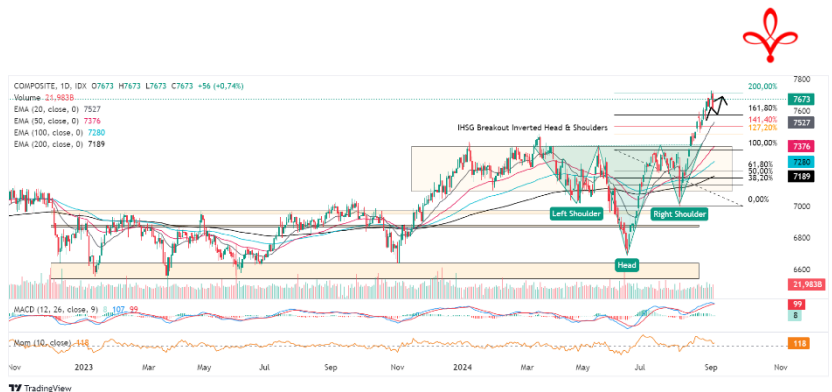 COMPOSITE, 1D, IDX O7673 H7673 L7673 C7673 +56 (+0,74%)
Volume 21,983B
EMA (20, close, 0) 7527
EMA (50, close, 0) 7376
EMA (100, close, 0) 7280
EMA (200, close, 0) 7189
IHSG Breakout Inverted Head & Shoulders
Left Shoulder
Right Shoulder
Head
200,00%
161,80%
141,40%
127,20%
100,00%
61,80%
50,00%
38,20%
0,00%
7800
7673
7600
7527
7376
7280
7189
7000
6800
6600
21,983B
MACD (12, 26, close, 9) 107 99
99
8
Mom (10, close) 118
118
Nov
2023
Mar
May
Jul
Sep
Nov
2024
Mar
May
Jul
Sep
Nov
TradingView